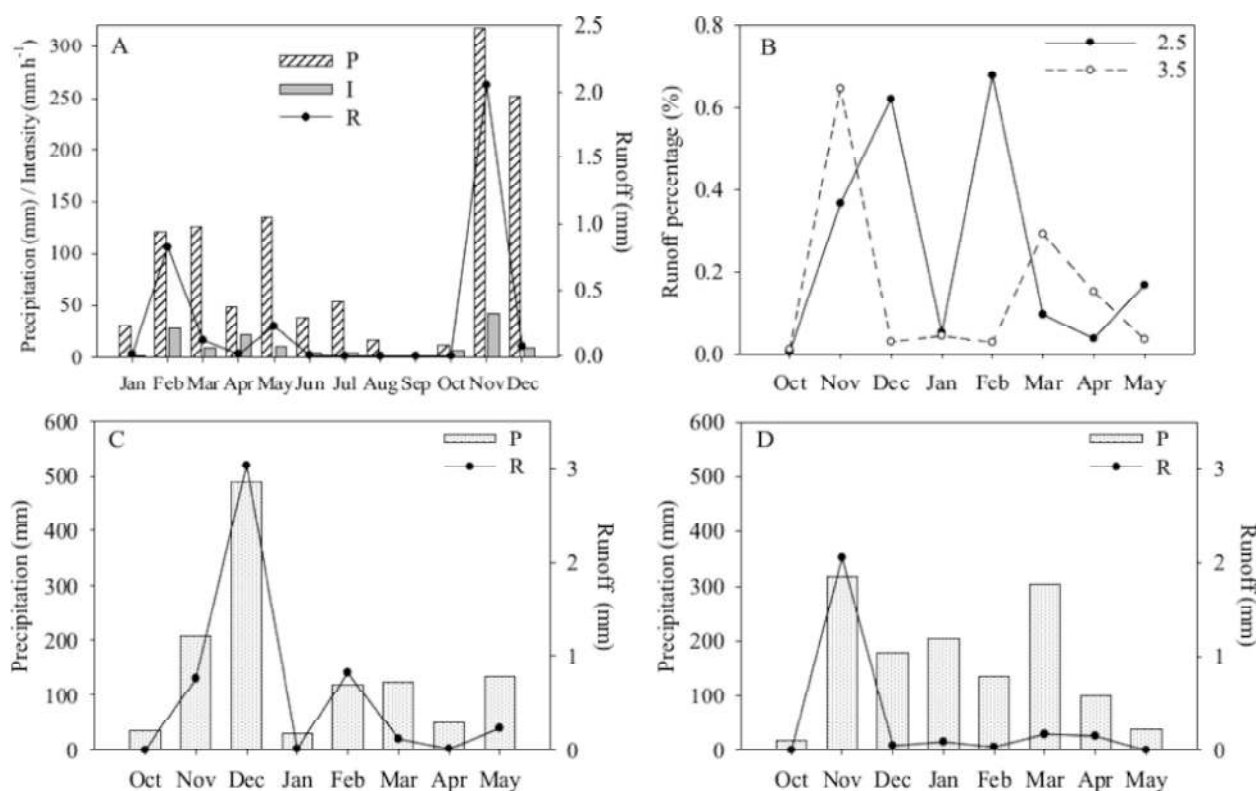 A
P
I
R
Precipitation (mm) / Intensity (mm h⁻¹)
300
250
200
150
100
50
0
2.5
2.0
1.5
1.0
0.5
0.0
Runoff (mm)
Jan Feb Mar Apr May Jun Jul Aug Sep Oct Nov Dec
B
2.5
3.5
Runoff percentage (%)
0.8
0.6
0.4
0.2
0.0
Oct Nov Dec Jan Feb Mar Apr May
C
P
R
Precipitation (mm)
600
500
400
300
200
100
0
3
2
1
0
Runoff (mm)
Oct Nov Dec Jan Feb Mar Apr May
D
P
R
Precipitation (mm)
600
500
400
300
200
100
0
3
2
1
0
Runoff (mm)
Oct Nov Dec Jan Feb Mar Apr May